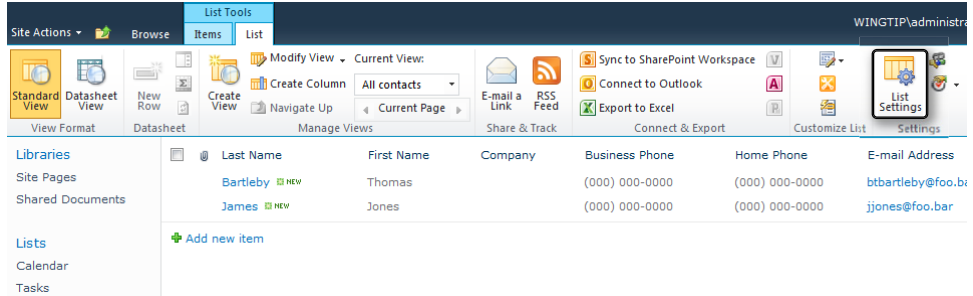 List Tools
Site Actions Browse Items List WINGTIP\administra
Modify View Current View:
Create Column All contacts
Navigate Up Current Page
Standard View
Datasheet View
New Row
Create View
E-mail a Link
RSS Feed
Sync to SharePoint Workspace
Connect to Outlook
Export to Excel
List Settings
View Format Datasheet Manage Views Share & Track Connect & Export Customize List Settings
Libraries
Site Pages
Shared Documents
Lists
Calendar
Tasks
Last Name First Name Company Business Phone Home Phone E-mail Address
Bartleby NEW Thomas (000) 000-0000 (000) 000-0000 btbartleby@foo.ba
James NEW Jones (000) 000-0000 (000) 000-0000 jjones@foo.bar
Add new item